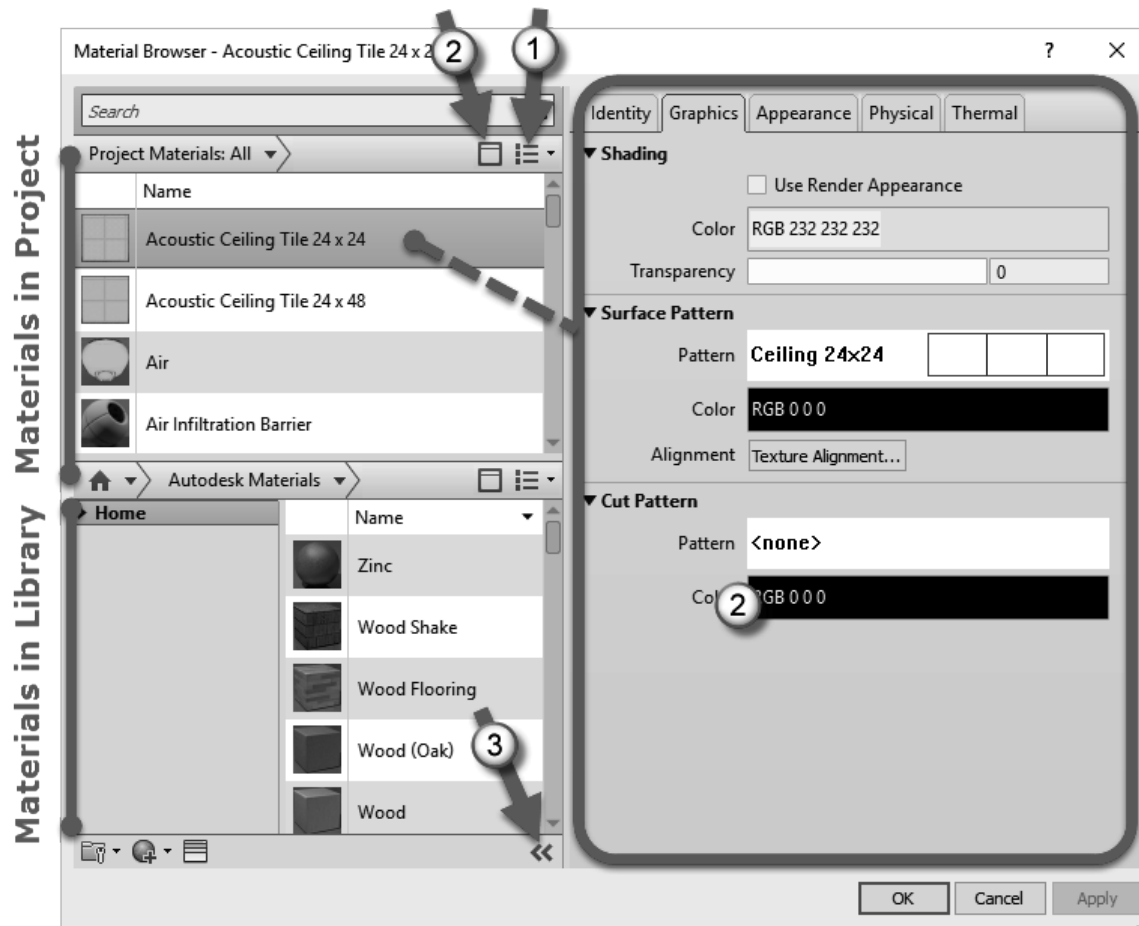 2
1
Material Browser - Acoustic Ceiling Tile 24 x 2
?
Search
Project Materials: All
Name
Acoustic Ceiling Tile 24 x 24
Acoustic Ceiling Tile 24 x 48
Air
Air Infiltration Barrier
Materials in Project
Autodesk Materials
Home
Name
Zinc
Wood Shake
Wood Flooring
Wood (Oak)
Wood
3
Materials in Library
Identity Graphics Appearance Physical Thermal
Shading
Use Render Appearance
Color RGB 232 232 232
Transparency 0
Surface Pattern
Pattern Ceiling 24x24
Color RGB 0 0 0
Alignment Texture Alignment...
Cut Pattern
Pattern <none>
Col 2 RGB 0 0 0
OK Cancel Apply